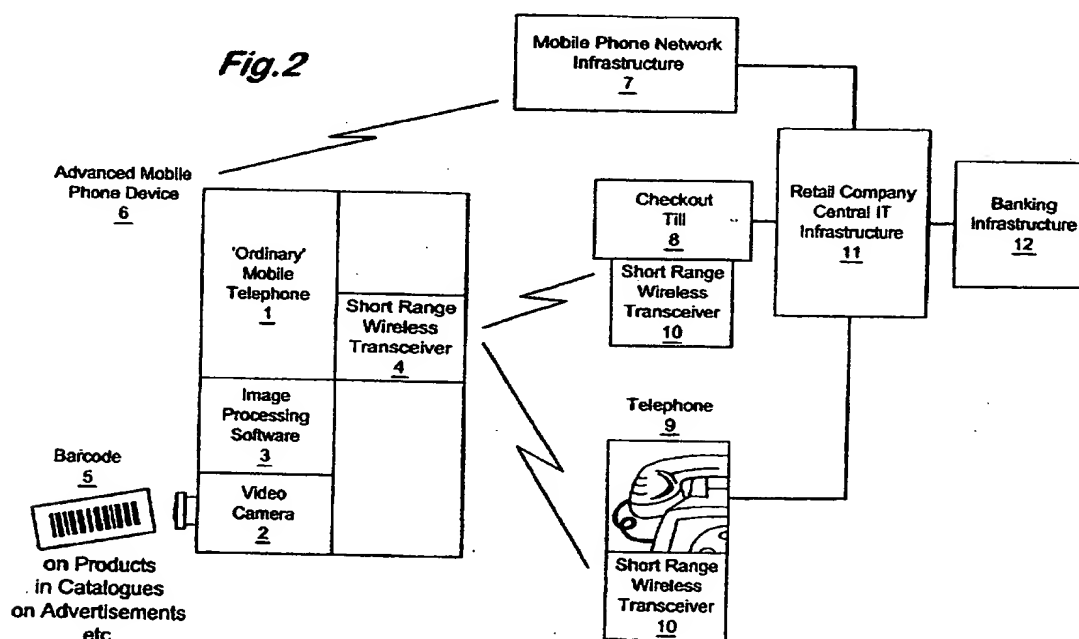 Fig.2
Mobile Phone Network
Infrastructure
7
Advanced Mobile
Phone Device
6
'Ordinary'
Mobile
Telephone
1
Short Range
Wireless
Transceiver
4
Image
Processing
Software
3
Video
Camera
2
Barcode
5
on Products
in Catalogues
on Advertisements
etc
Checkout
Till
8
Short Range
Wireless
Transceiver
10
Telephone
9
Short Range
Wireless
Transceiver
10
Retail Company
Central IT
Infrastructure
11
Banking
Infrastructure
12